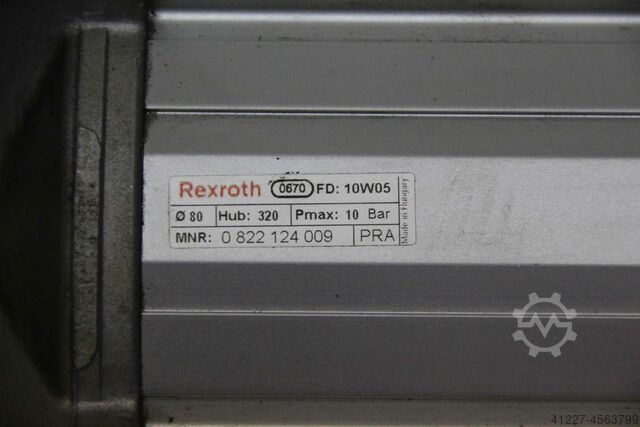 Rexroth 0670 FD: 10W05
Ø 80 Hub: 320 Pmax: 10 Bar
MNR: 0 822 124 009 PRA
Made in Hungary
41227-4563799